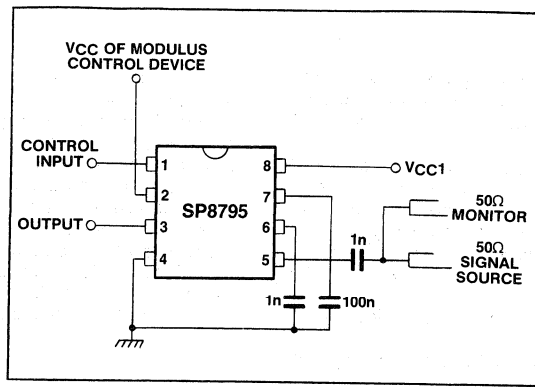 VCC OF MODULUS
CONTROL DEVICE
CONTROL
INPUT
1
8
VCC1
2
7
SP8795
50Ω
MONITOR
OUTPUT
3
6
1n
50Ω
SIGNAL
SOURCE
4
5
1n
100n